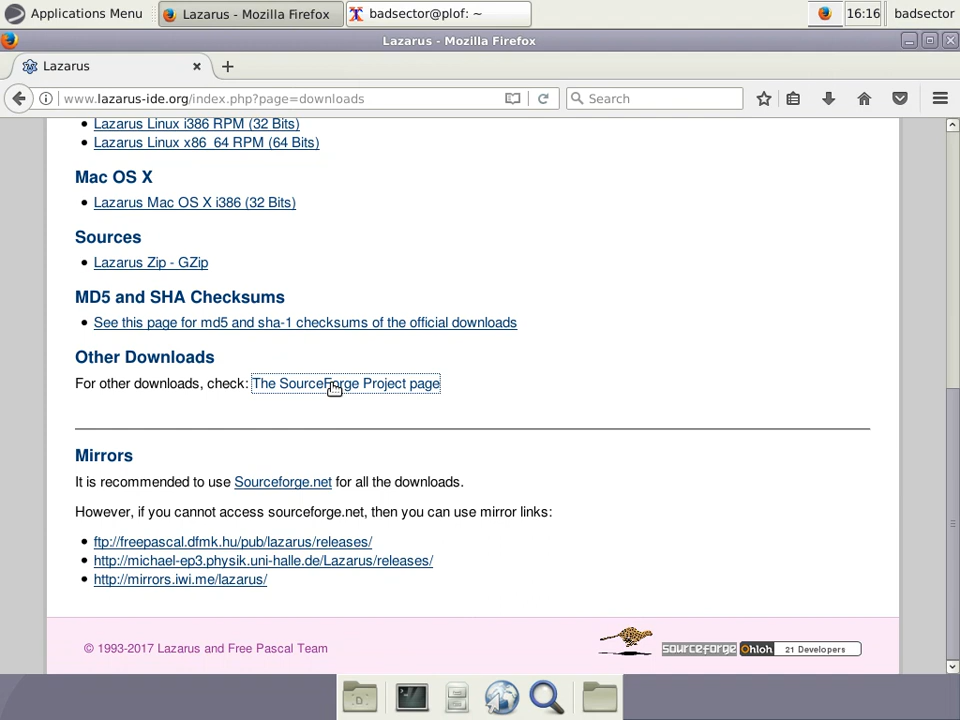 Applications Menu
Lazarus - Mozilla Firefox
badsector@plof: ~
16:16
badsector
Lazarus - Mozilla Firefox
Lazarus
www.lazarus-ide.org/index.php?page=downloads
Search
Lazarus Linux i386 RPM (32 Bits)
Lazarus Linux x86_64 RPM (64 Bits)
Mac OS X
Lazarus Mac OS X i386 (32 Bits)
Sources
Lazarus Zip - GZip
MD5 and SHA Checksums
See this page for md5 and sha-1 checksums of the official downloads
Other Downloads
For other downloads, check: The SourceForge Project page
Mirrors
It is recommended to use Sourceforge.net for all the downloads.
However, if you cannot access sourceforge.net, then you can use mirror links:
ftp://freepascal.dfmk.hu/pub/lazarus/releases/
http://michael-ep3.physik.uni-halle.de/Lazarus/releases/
http://mirrors.iwi.me/lazarus/
© 1993-2017 Lazarus and Free Pascal Team
sourceforge
Ohloh 21 Developers